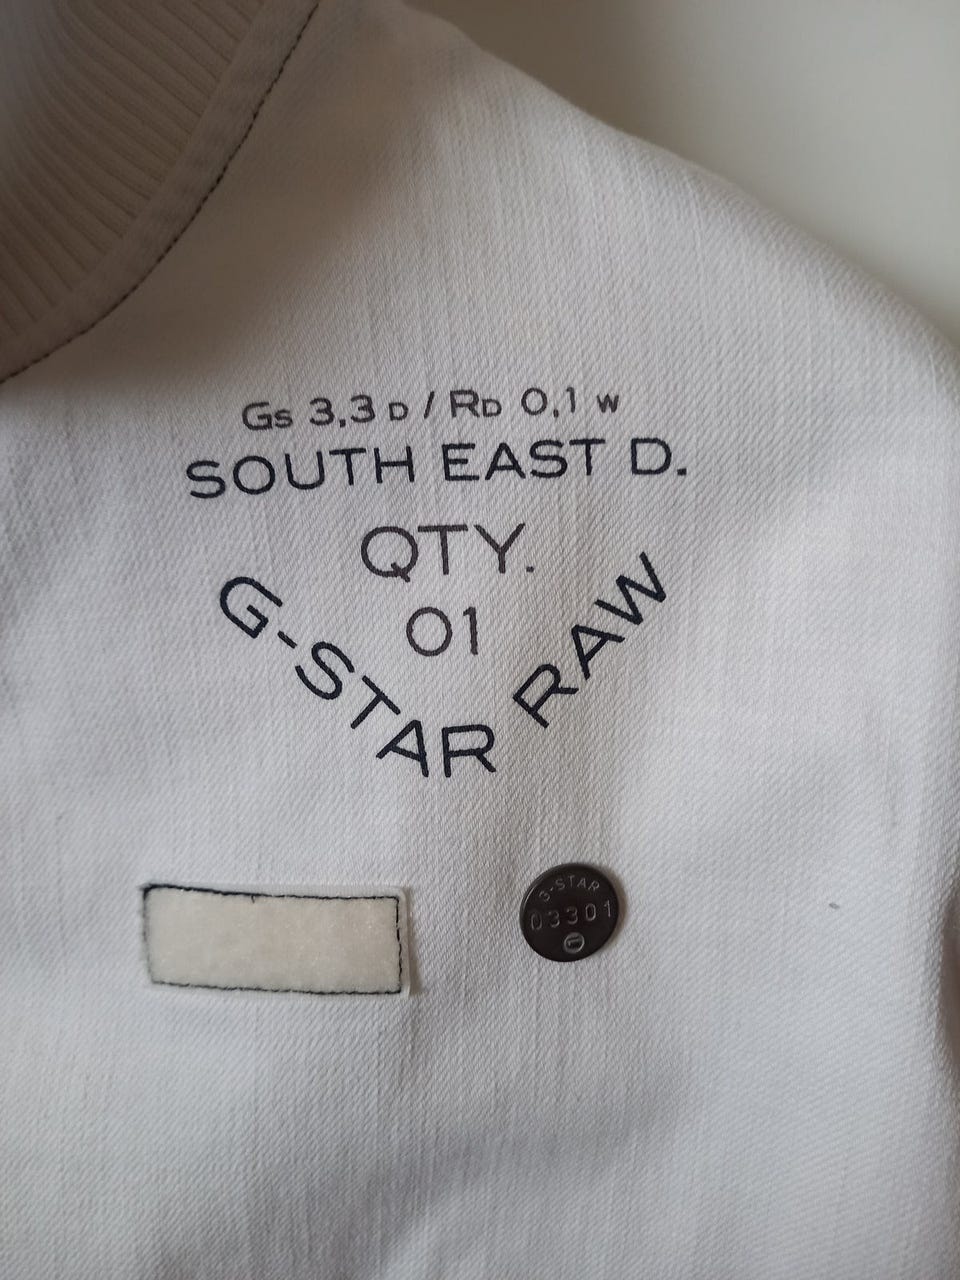 Gs 3,3 D / RD 0,1 W
SOUTH EAST D.
QTY.
01
G-STAR RAW
G-STAR
03301